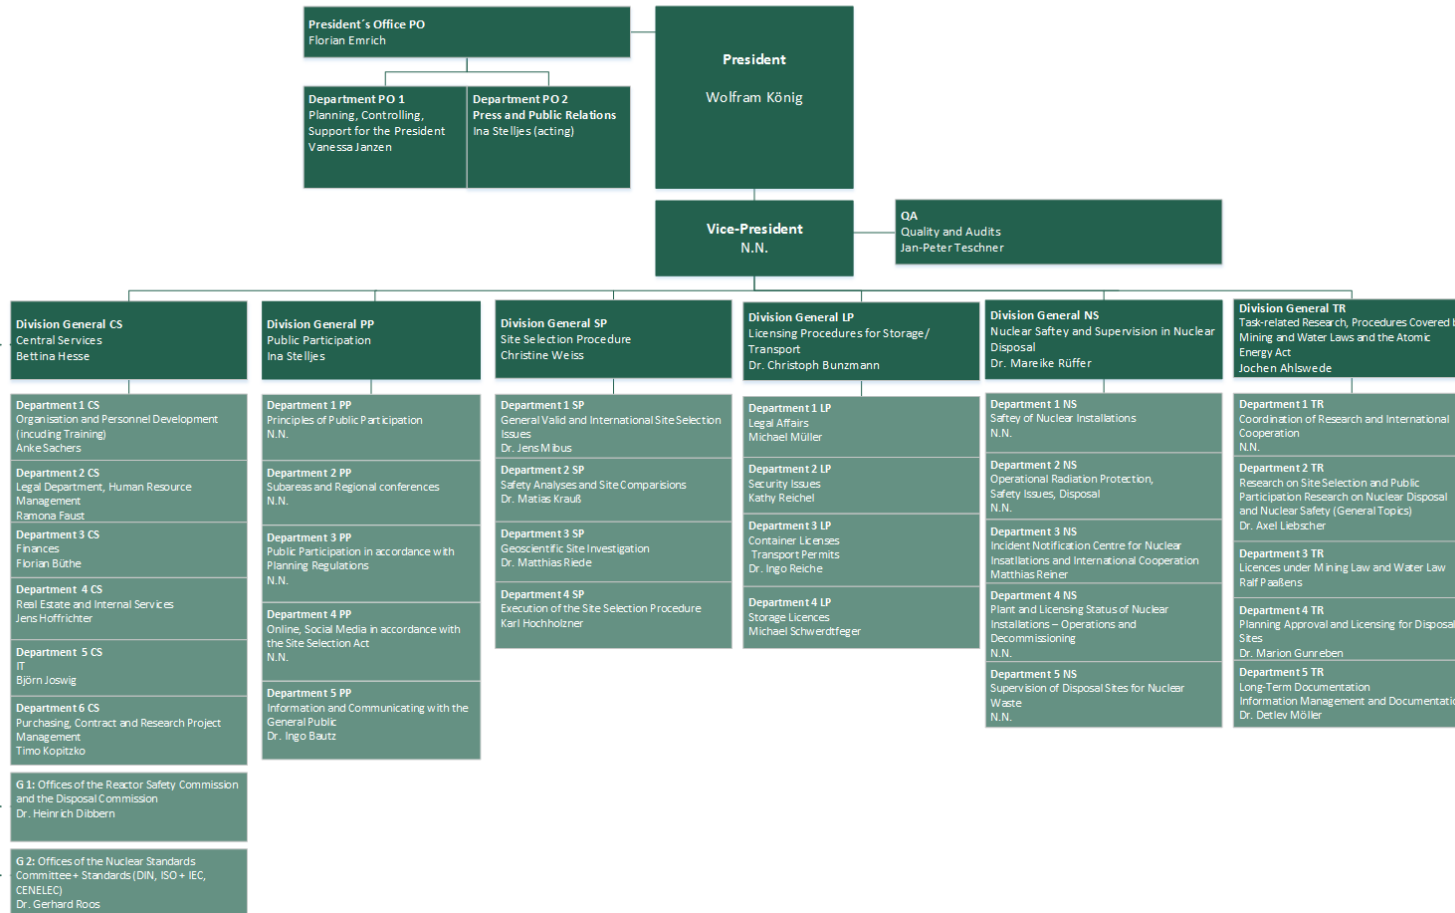 President´s Office PO
Florian Emrich
Department PO 1
Planning, Controlling,
Support for the President
Vanessa Janzen
Department PO 2
Press and Public Relations
Ina Stelljes (acting)
President
Wolfram König
Vice-President
N.N.
QA
Quality and Audits
Jan-Peter Teschner
Division General CS
Central Services
Bettina Hesse
Department 1 CS
Organisation and Personnel Development
(incuding Training)
Anke Sachers
Department 2 CS
Legal Department, Human Resource
Management
Ramona Faust
Department 3 CS
Finances
Florian Büthe
Department 4 CS
Real Estate and Internal Services
Jens Hoffrichter
Department 5 CS
IT
Björn Joswig
Department 6 CS
Purchasing, Contract and Research Project
Management
Timo Kopitzko
G 1: Offices of the Reactor Safety Commission
and the Disposal Commission
Dr. Heinrich Dibbern
G 2: Offices of the Nuclear Standards
Committee + Standards (DIN, ISO + IEC,
CENELEC)
Dr. Gerhard Roos
Division General PP
Public Participation
Ina Stelljes
Department 1 PP
Principles of Public Participation
N.N.
Department 2 PP
Subareas and Regional conferences
N.N.
Department 3 PP
Public Participation in accordance with
Planning Regulations
N.N.
Department 4 PP
Online, Social Media in accordance with
the Site Selection Act
N.N.
Department 5 PP
Information and Communicating with the
General Public
Dr. Ingo Bautz
Division General SP
Site Selection Procedure
Christine Weiss
Department 1 SP
General Valid and International Site Selection
Issues
Dr. Jens Mibus
Department 2 SP
Safety Analyses and Site Comparisions
Dr. Matias Krauß
Department 3 SP
Geoscientific Site Investigation
Dr. Matthias Riede
Department 4 SP
Execution of the Site Selection Procedure
Karl Hochholzner
Division General LP
Licensing Procedures for Storage/
Transport
Dr. Christoph Bunzmann
Department 1 LP
Legal Affairs
Michael Müller
Department 2 LP
Security Issues
Kathy Reichel
Department 3 LP
Container Licenses
Transport Permits
Dr. Ingo Reiche
Department 4 LP
Storage Licences
Michael Schwerdtfeger
Division General NS
Nuclear Saftey and Supervision in Nuclear
Disposal
Dr. Mareike Rüffer
Department 1 NS
Saftey of Nuclear Installations
N.N.
Department 2 NS
Operational Radiation Protection,
Safety Issues, Disposal
N.N.
Department 3 NS
Incident Notification Centre for Nuclear
Insatllations and International Cooperation
Matthias Reiner
Department 4 NS
Plant and Licensing Status of Nuclear
Installations – Operations and
Decommissioning
N.N.
Department 5 NS
Supervision of Disposal Sites for Nuclear
Waste
N.N.
Division General TR
Task-related Research, Procedures Covered
Mining and Water Laws and the Atomic
Energy Act
Jochen Ahlswede
Department 1 TR
Coordination of Research and International
Cooperation
N.N.
Department 2 TR
Research on Site Selection and Public
Participation Research on Nuclear Disposal
and Nuclear Safety (General Topics)
Dr. Axel Liebscher
Department 3 TR
Licences under Mining Law and Water Law
Ralf Paaßens
Department 4 TR
Planning Approval and Licensing for Disposal
Sites
Dr. Marion Gunreben
Department 5 TR
Long-Term Documentation
Information Management and Documentatio
Dr. Detlev Möller